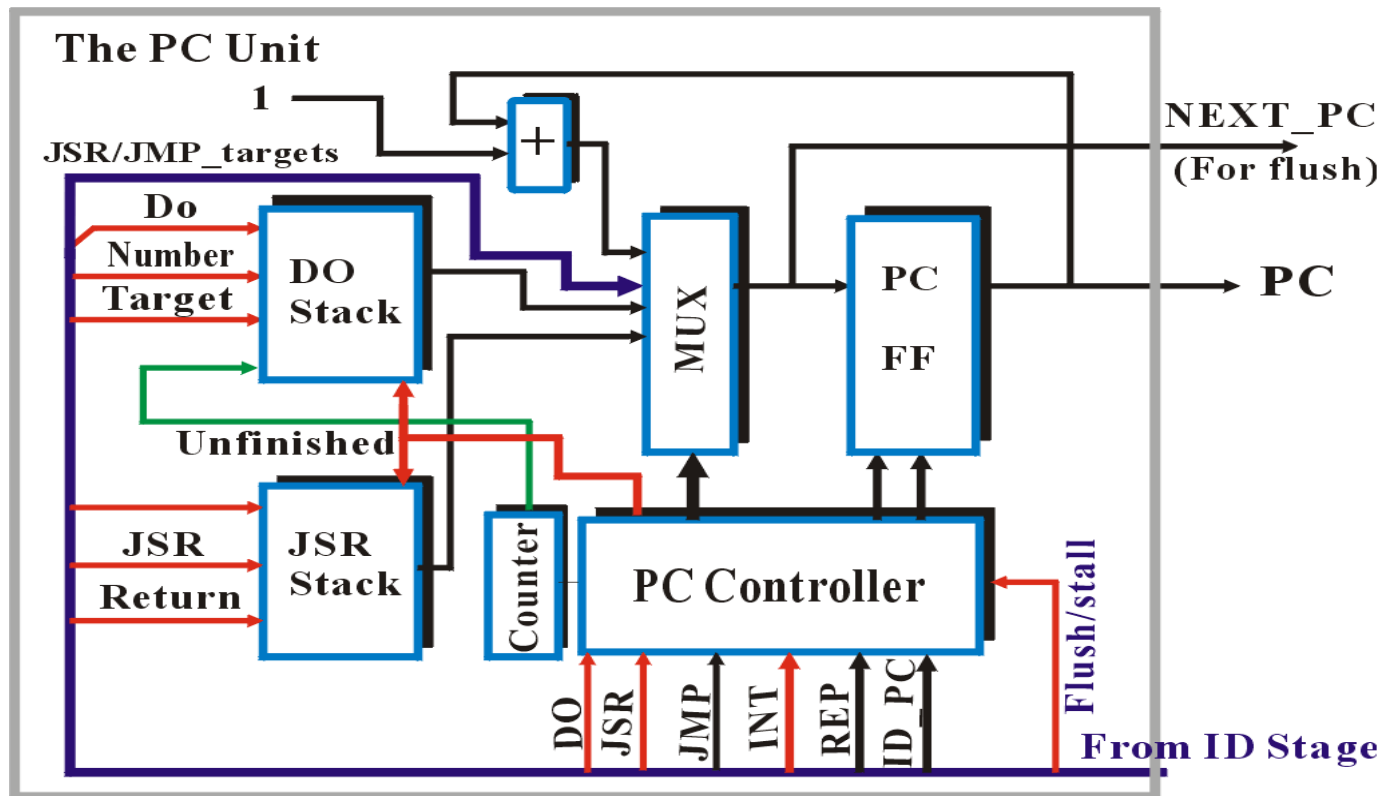 The PC Unit
1
+
NEXT_PC
(For flush)
JSR/JMP_targets
Do
Number
Target
DO
Stack
MUX
PC
FF
PC
Unfinished
JSR
Return
JSR
Stack
Counter
PC Controller
Flush/stall
DO
JSR
JMP
INT
REP
ID_PC
From ID Stage